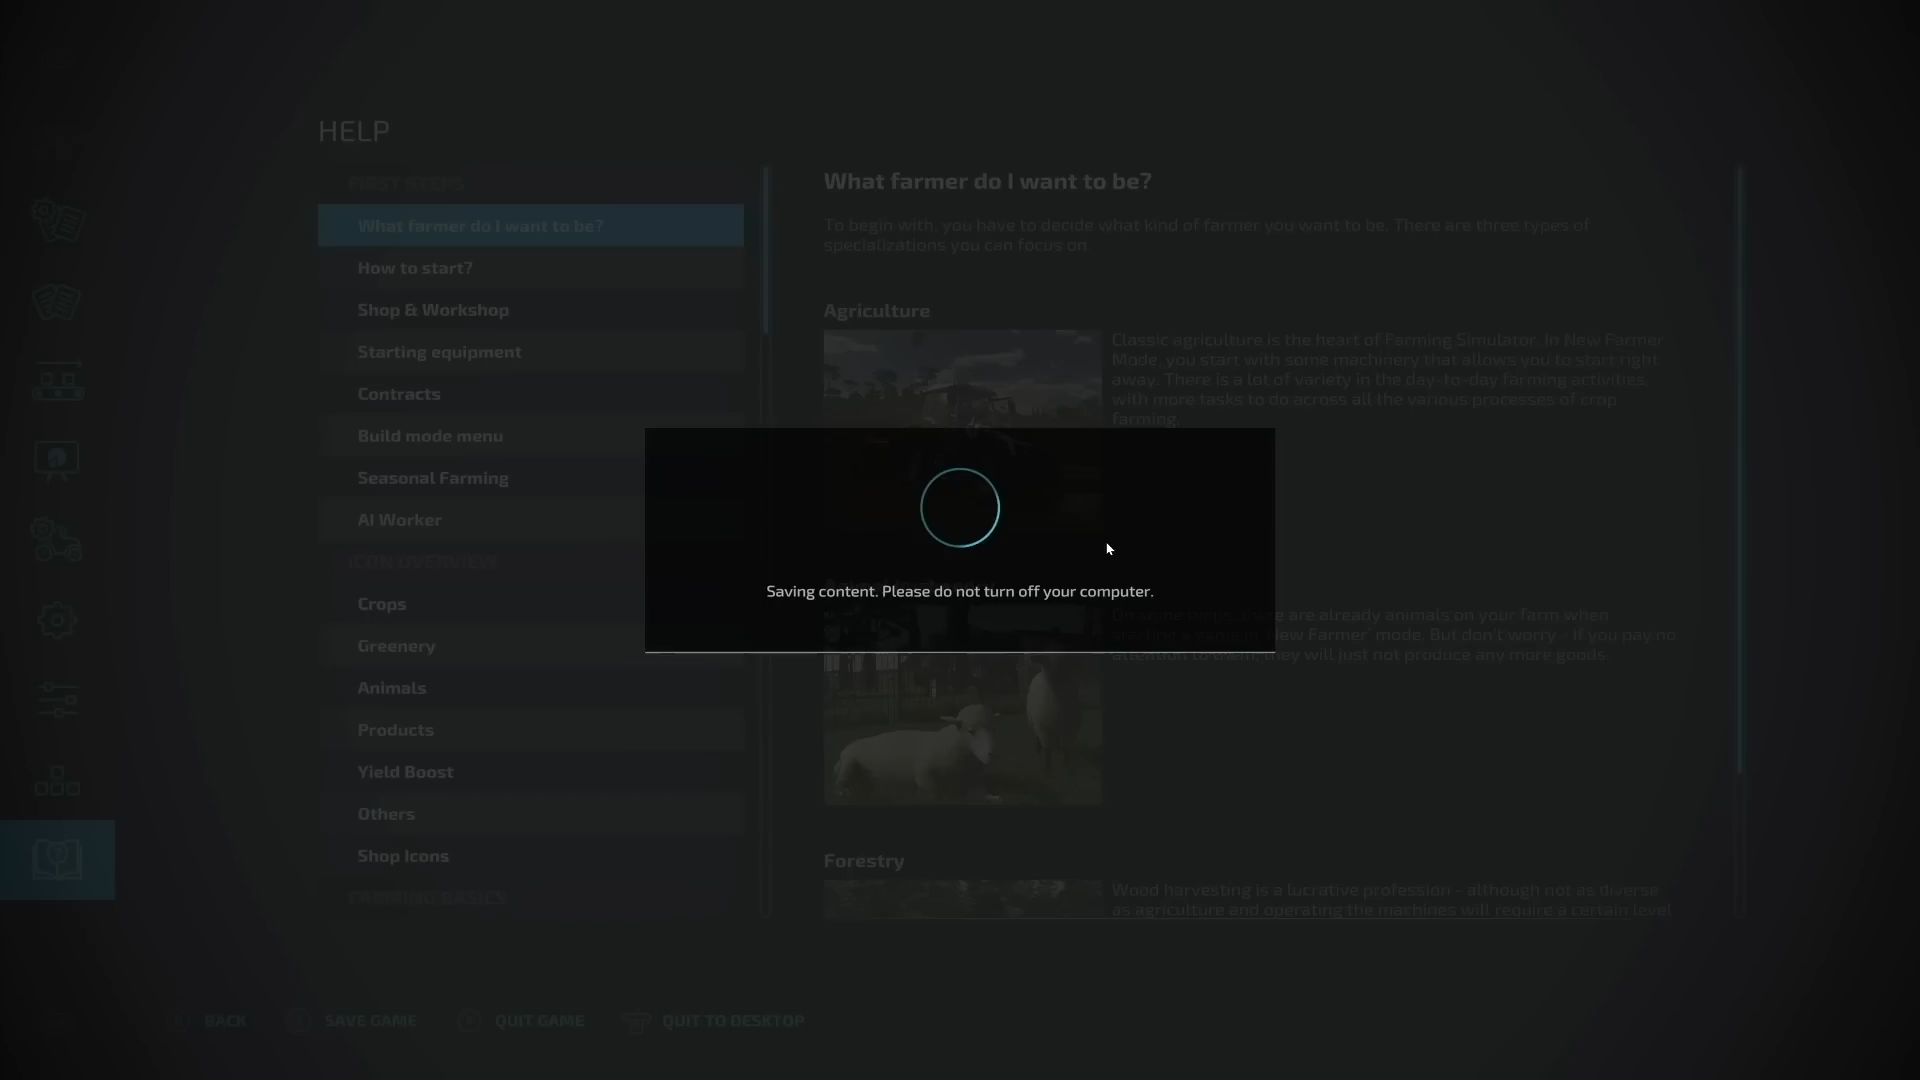 HELP
FIRST STEPS
What farmer do I want to be?
How to start?
Shop & Workshop
Starting equipment
Contracts
Build mode menu
Seasonal Farming
AI Worker
ICON OVERVIEW
Crops
Greenery
Animals
Products
Yield Boost
Others
Shop Icons
FARMING BASICS
What farmer do I want to be?
To begin with, you have to decide what kind of farmer you want to be. There are three types of
specializations you can focus on
Agriculture
Classic agriculture is the heart of Farming Simulator. In New Farmer
Mode, you start with some machinery that allows you to start right
away. There is a lot of variety in the day-to-day farming activities,
with more tasks to do across all the various processes of crop
farming.
Saving content. Please do not turn off your computer.
are already animals on your farm when
New Farmer' mode. But don't worry - if you pay no
attention to them, they will just not produce any more goods.
Forestry
Wood harvesting is a lucrative profession - although not as diverse
as agriculture and operating the machines will require a certain level
BACK
SAVE GAME
QUIT GAME
QUIT TO DESKTOP